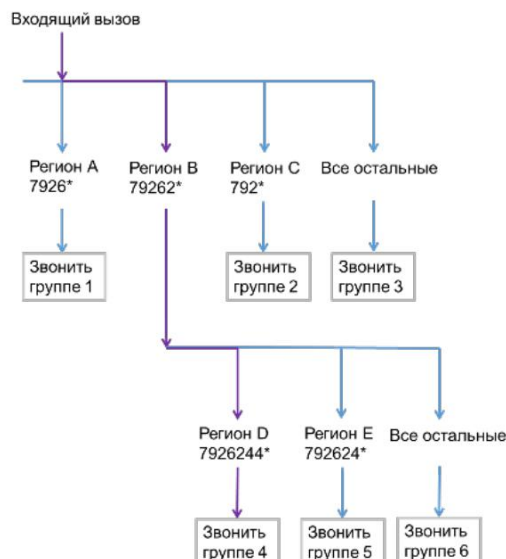 Входящий вызов
Регион A
7926*
Регион B
79262*
Регион C
792*
Все остальные
Звонить
группе 1
Звонить
группе 2
Звонить
группе 3
Регион D
7926244*
Регион E
792624*
Все остальные
Звонить
группе 4
Звонить
группе 5
Звонить
группе 6